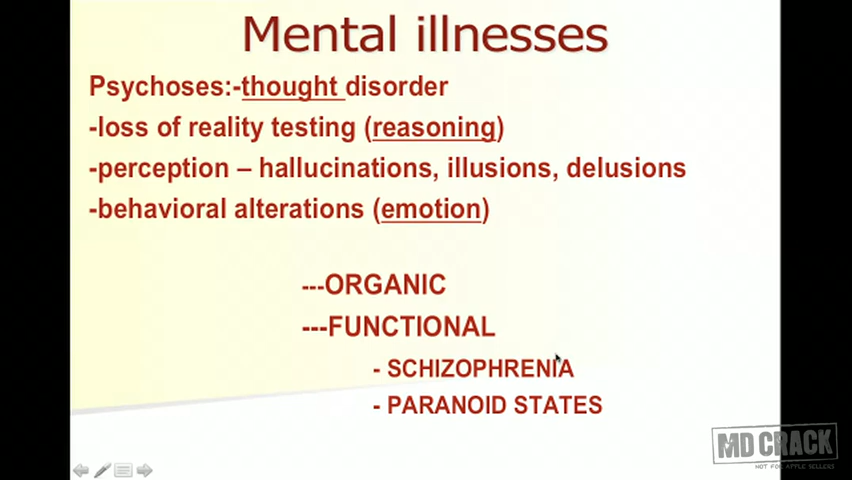 Mental illnesses
Psychoses:-thought disorder
-loss of reality testing (reasoning)
-perception – hallucinations, illusions, delusions
-behavioral alterations (emotion)
---ORGANIC
---FUNCTIONAL
- SCHIZOPHRENIA
- PARANOID STATES
MD CRACK
NOT FOR APPLE SELLERS